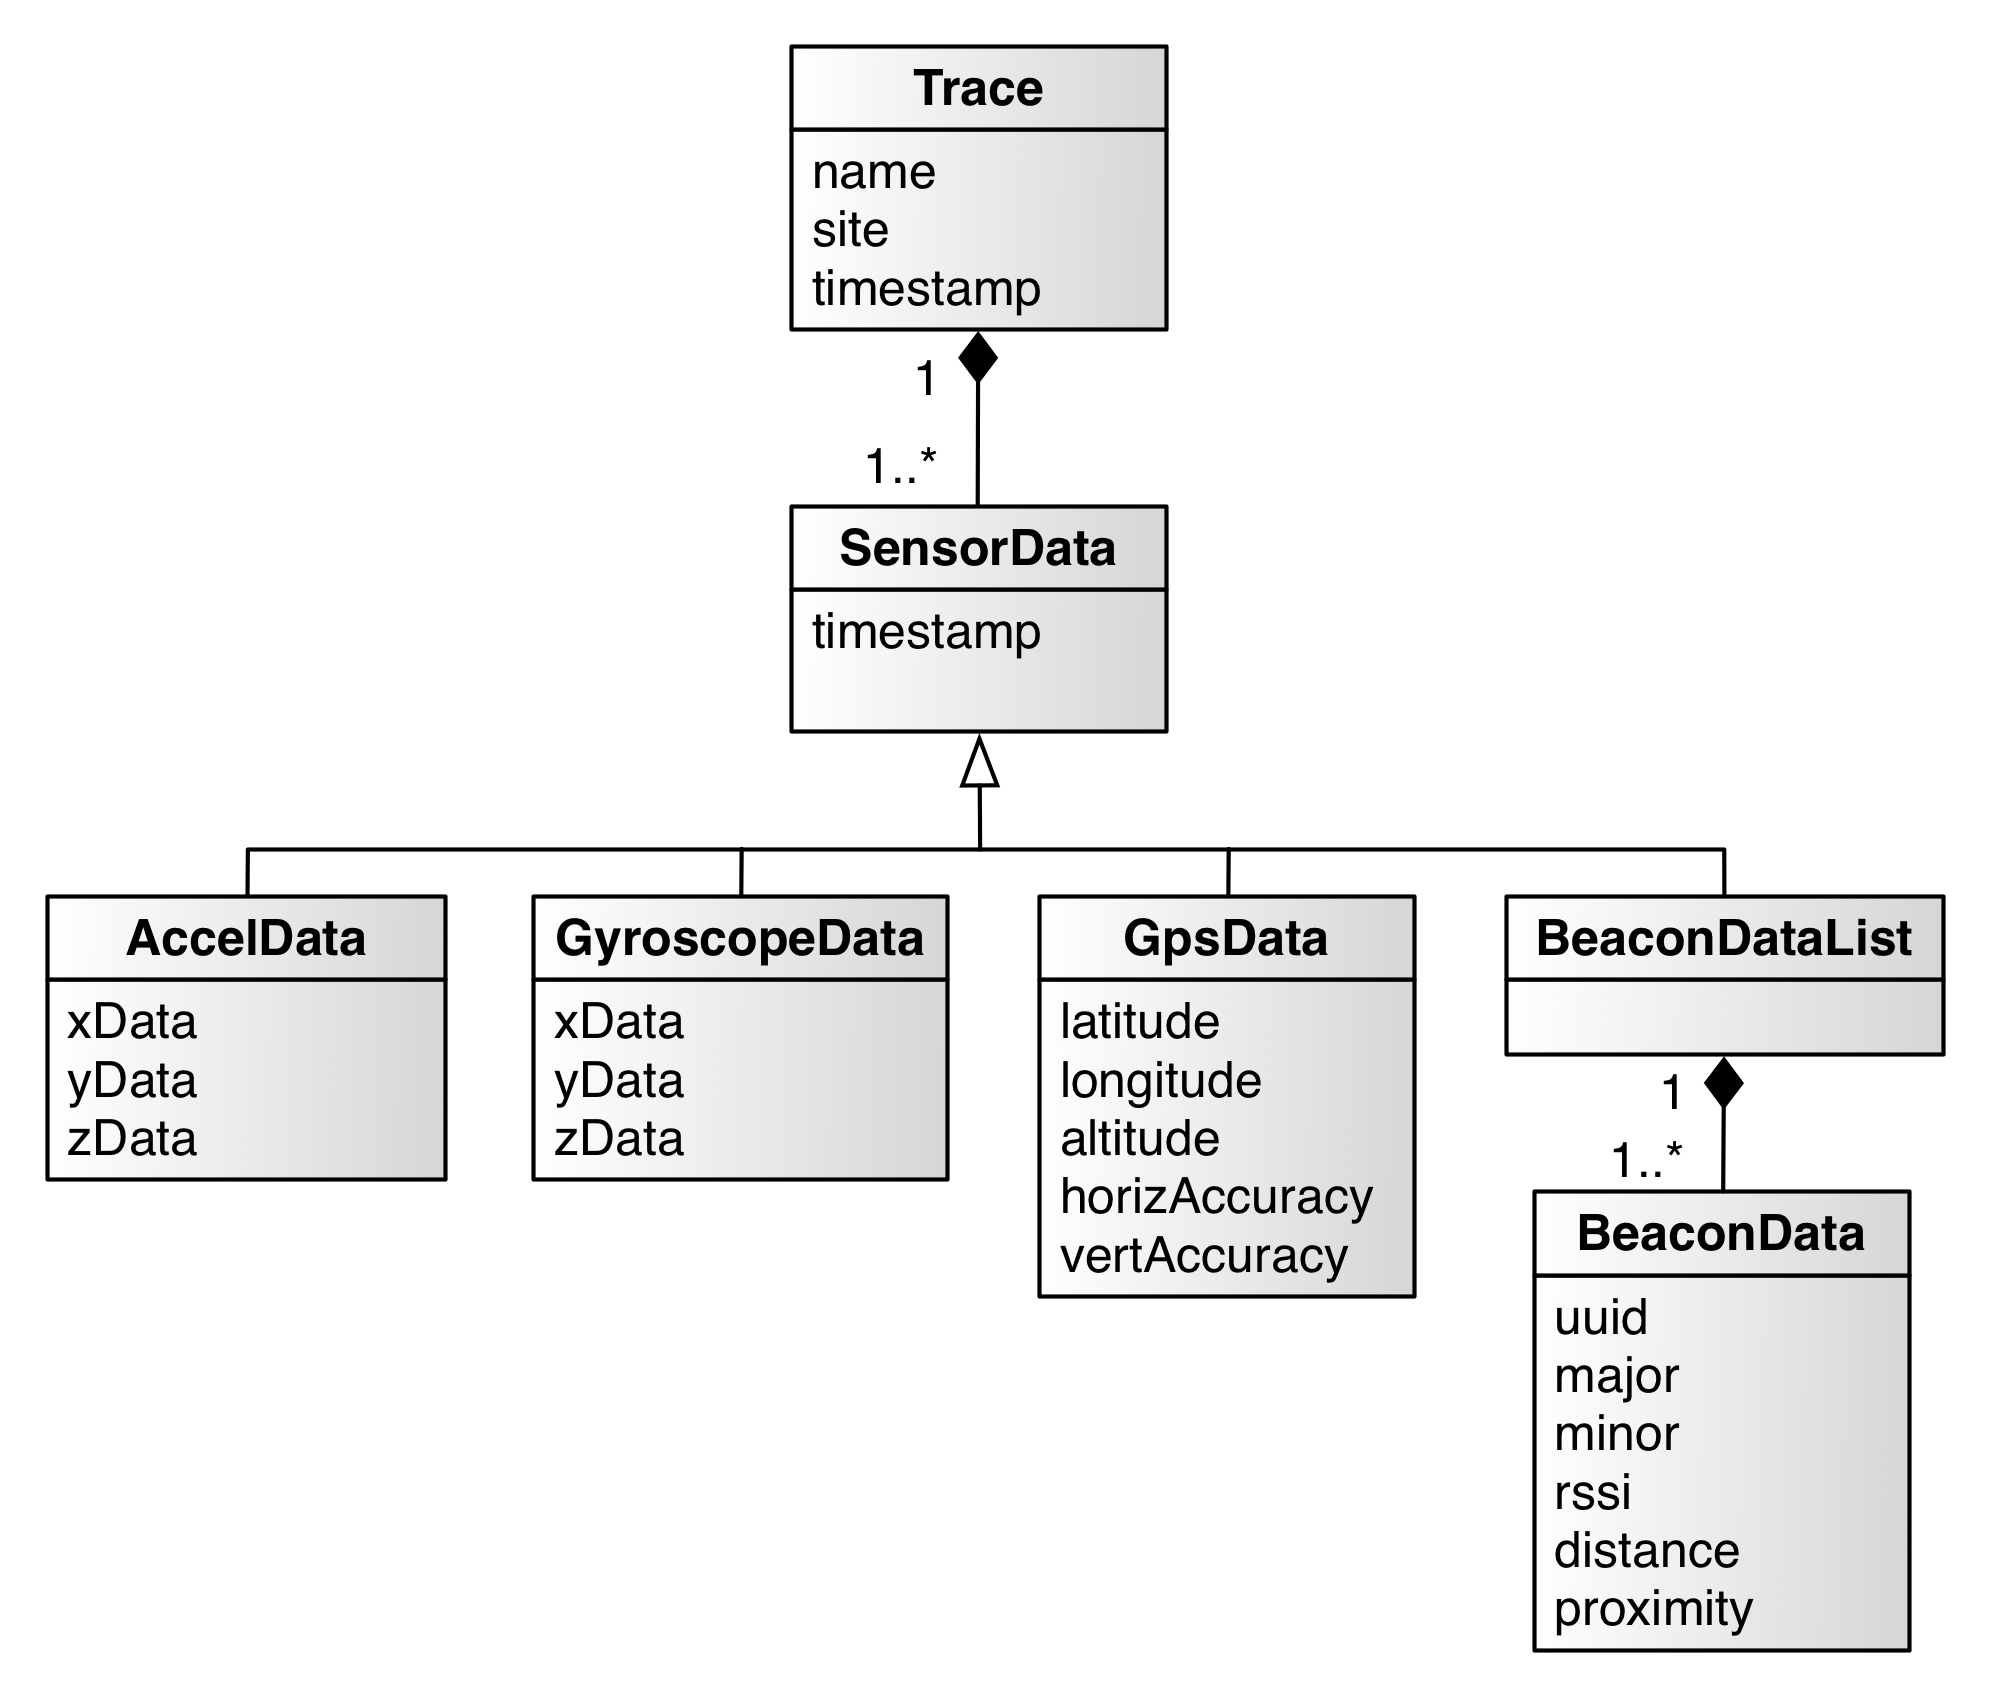 Trace
name
site
timestamp
1
1..*
SensorData
timestamp
AccelData
xData
yData
zData
GyroscopeData
xData
yData
zData
GpsData
latitude
longitude
altitude
horizAccuracy
vertAccuracy
BeaconDataList
1
1..*
BeaconData
uuid
major
minor
rssi
distance
proximity